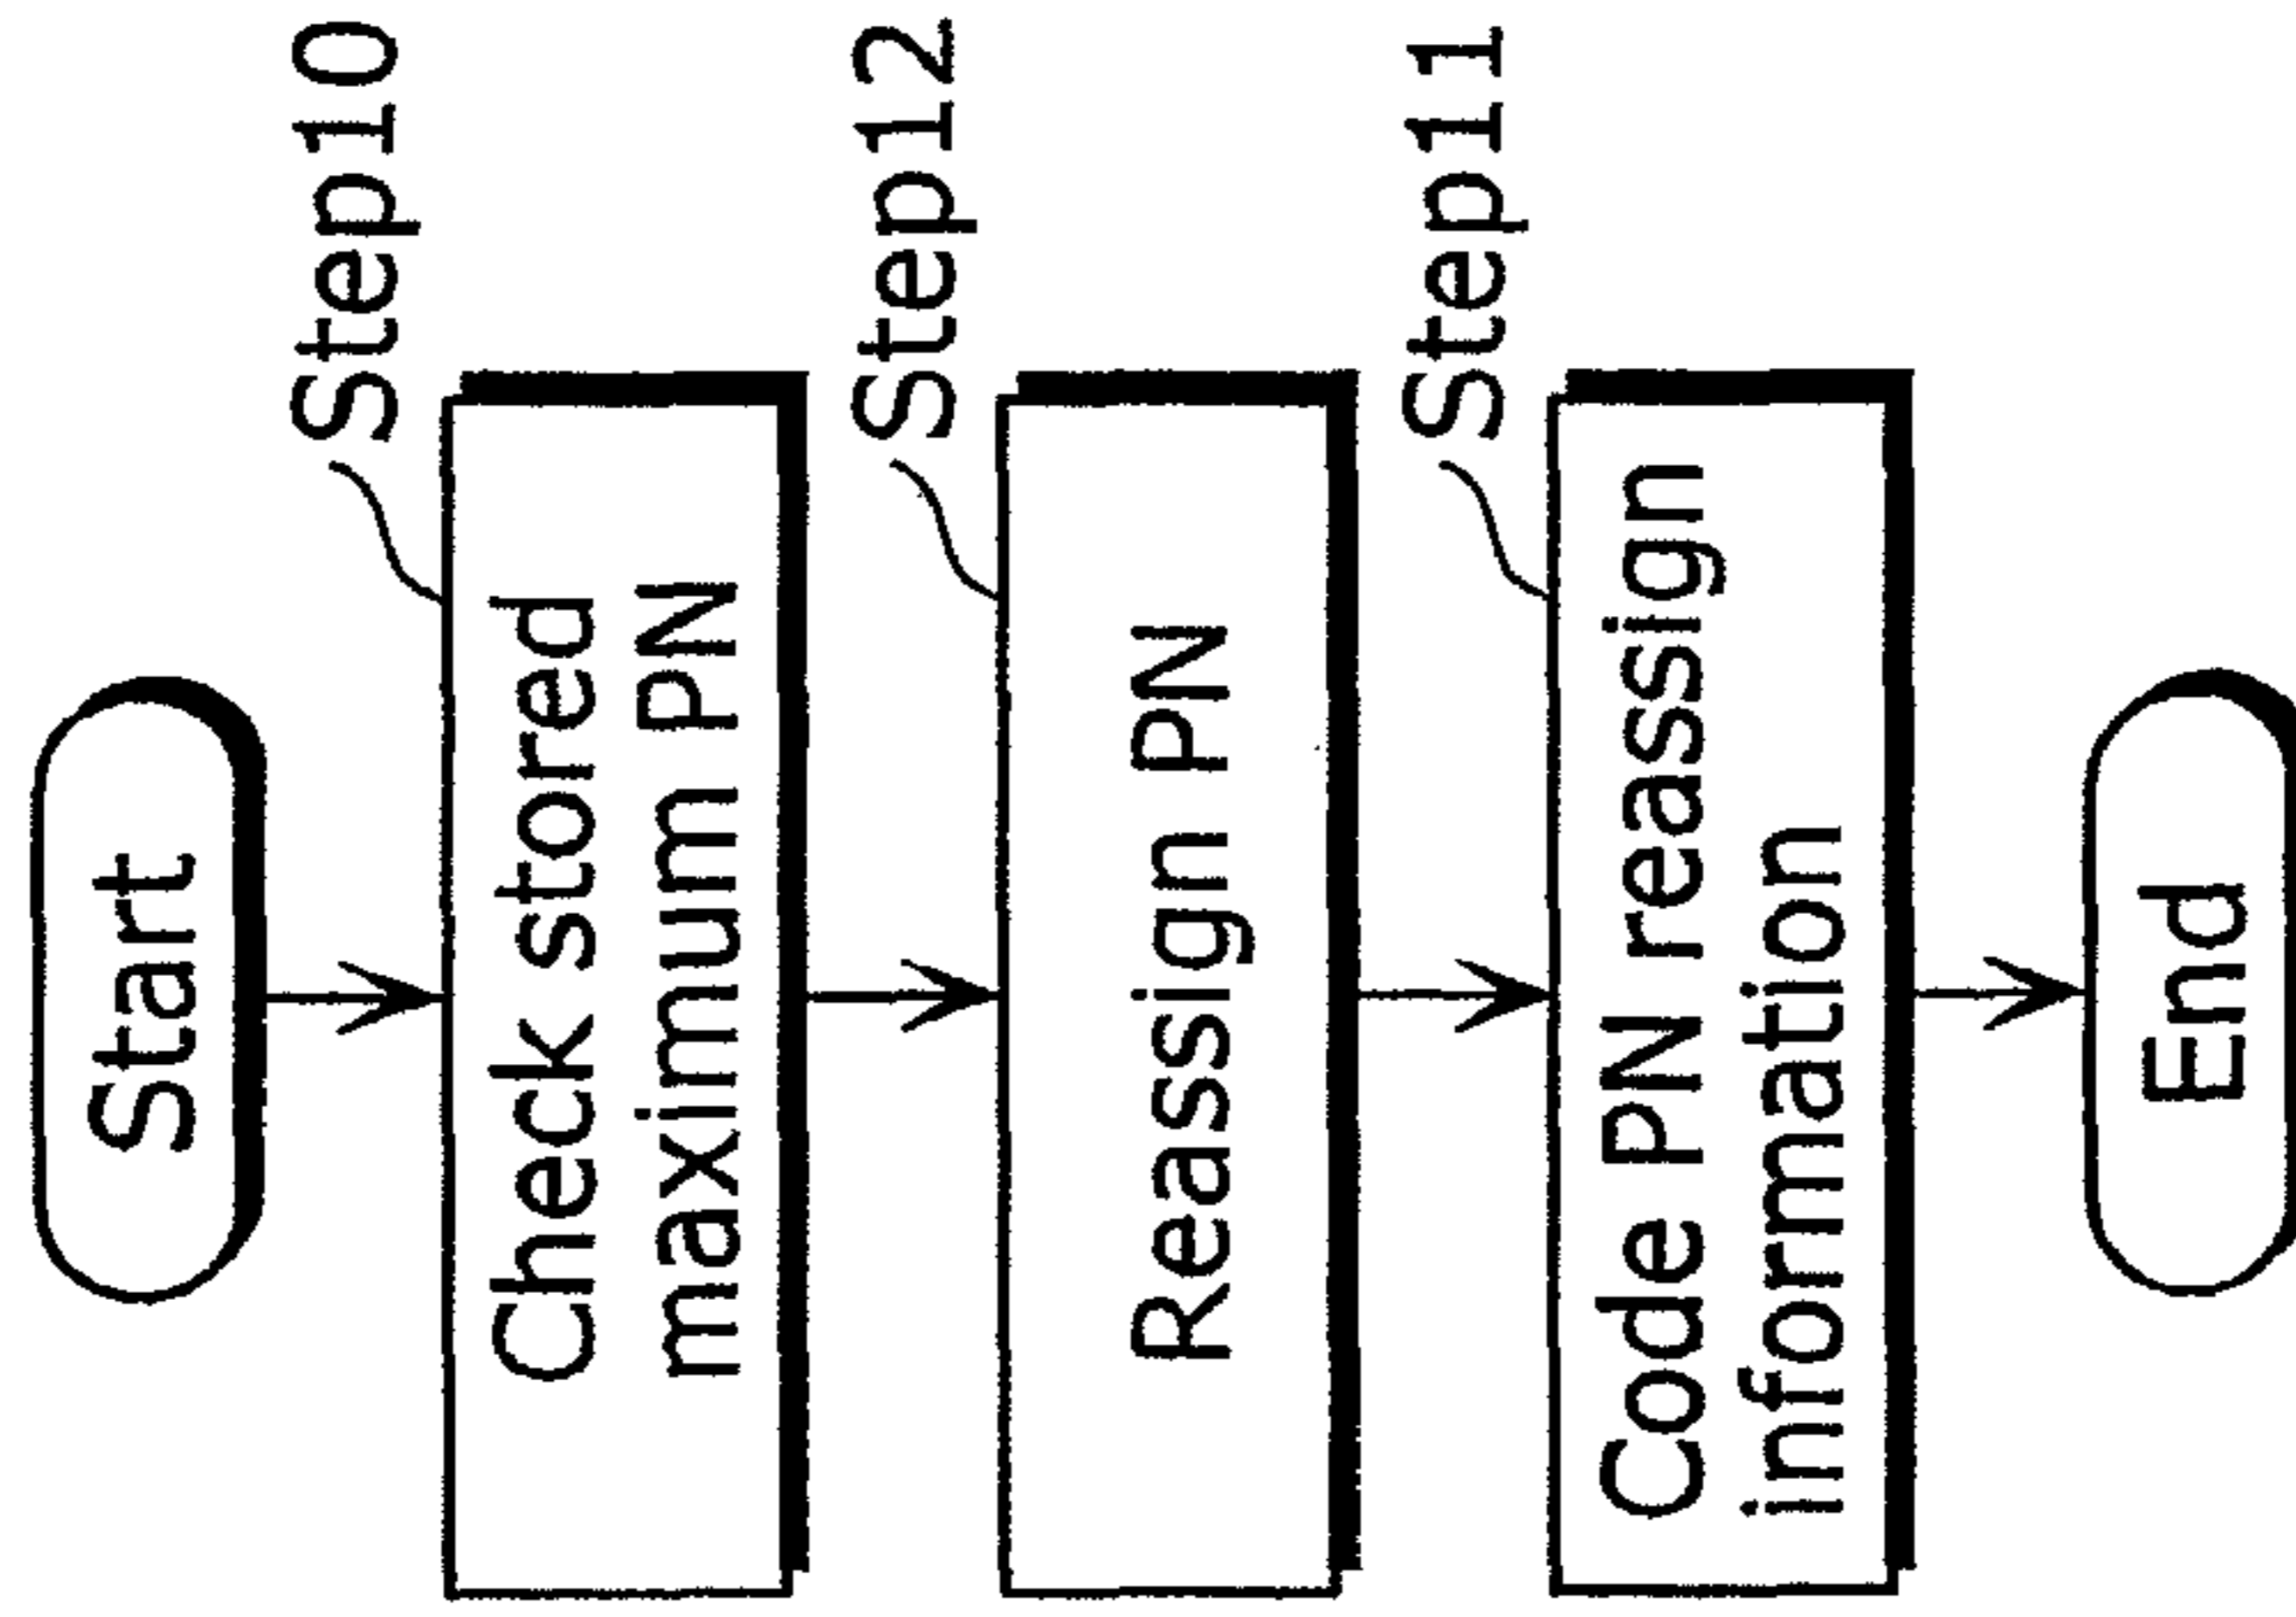 Start
Step10
Check stored
maximum PN
Step12
Reassign PN
Step11
Code PN reassign
information
End